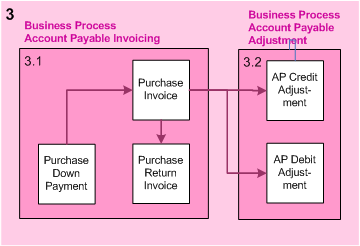 3
Business Process
Account Payable Invoicing
Business Process
Account Payable
Adjustment
3.1
Purchase
Invoice
Purchase
Down
Payment
Purchase
Return
Invoice
3.2
AP Credit
Adjust-
ment
AP Debit
Adjust-
ment